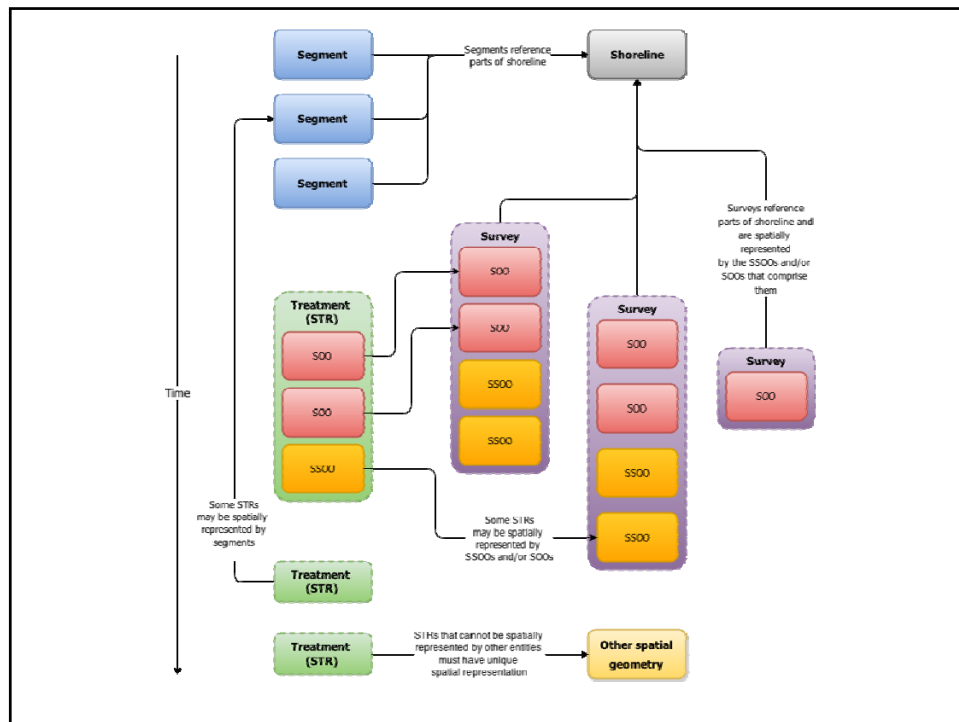 Segment
Segments reference
parts of shoreline
Shoreline
Segment
Segment
Surveys reference
parts of shoreline and
are spatially
represented
by the SSOOs and/or
SOOs that comprise
them
Survey
SOO
SOO
SSOO
SSOO
Treatment
(STR)
SOO
SOO
SSOO
Survey
SOO
SOO
SSOO
SSOO
Survey
SOO
Time
Some STRs
may be spatially
represented by
segments
Some STRs
may be spatially
represented by
SSOOs and/or SOOs
Treatment
(STR)
Treatment
(STR)
STRs that cannot be spatially
represented by other entities
must have unique
spatial representation
Other spatial
geometry